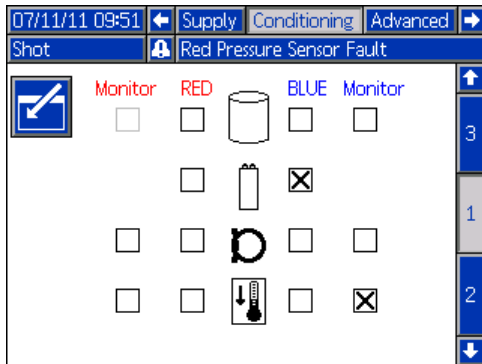 07/11/11 09:51 Supply Conditioning Advanced
Shot Red Pressure Sensor Fault
Monitor RED BLUE Monitor
3
1
2